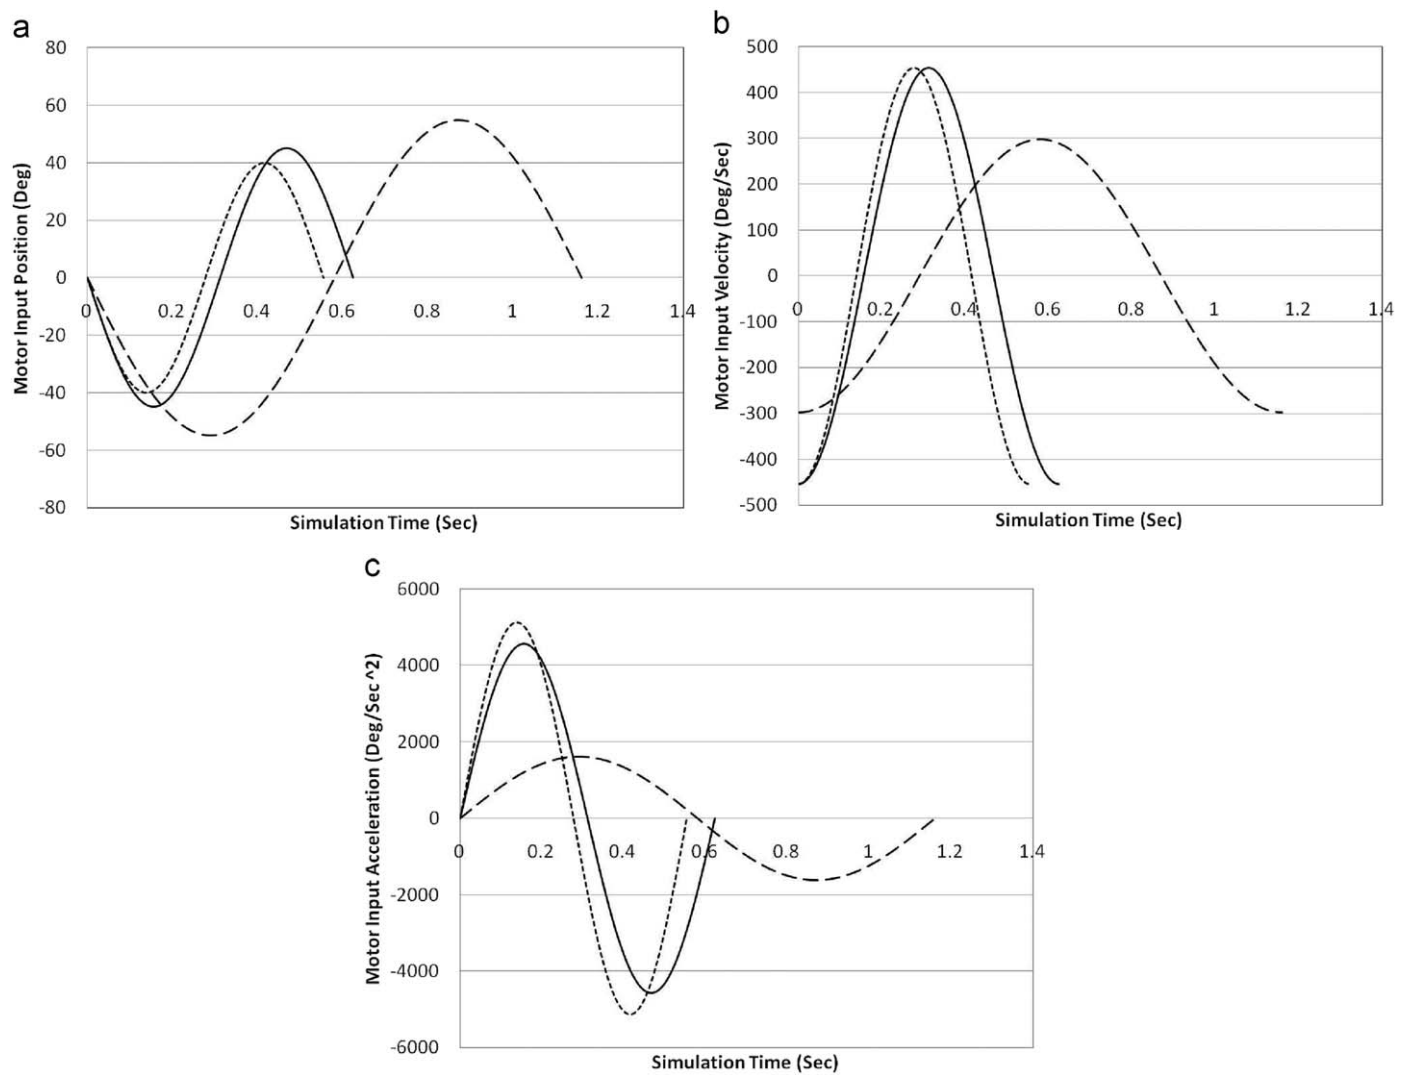 a
80
60
40
20
0
-20
-40
-60
-80
0 0.2 0.4 0.6 0.8 1 1.2 1.4
Motor Input Position (Deg)
Simulation Time (Sec)
b
500
400
300
200
100
0
-100
-200
-300
-400
-500
0 0.2 0.4 0.6 0.8 1 1.2 1.4
Motor Input Velocity (Deg/Sec)
Simulation Time (Sec)
c
6000
4000
2000
0
-2000
-4000
-6000
0 0.2 0.4 0.6 0.8 1 1.2 1.4
Motor Input Acceleration (Deg/Sec^2)
Simulation Time (Sec)